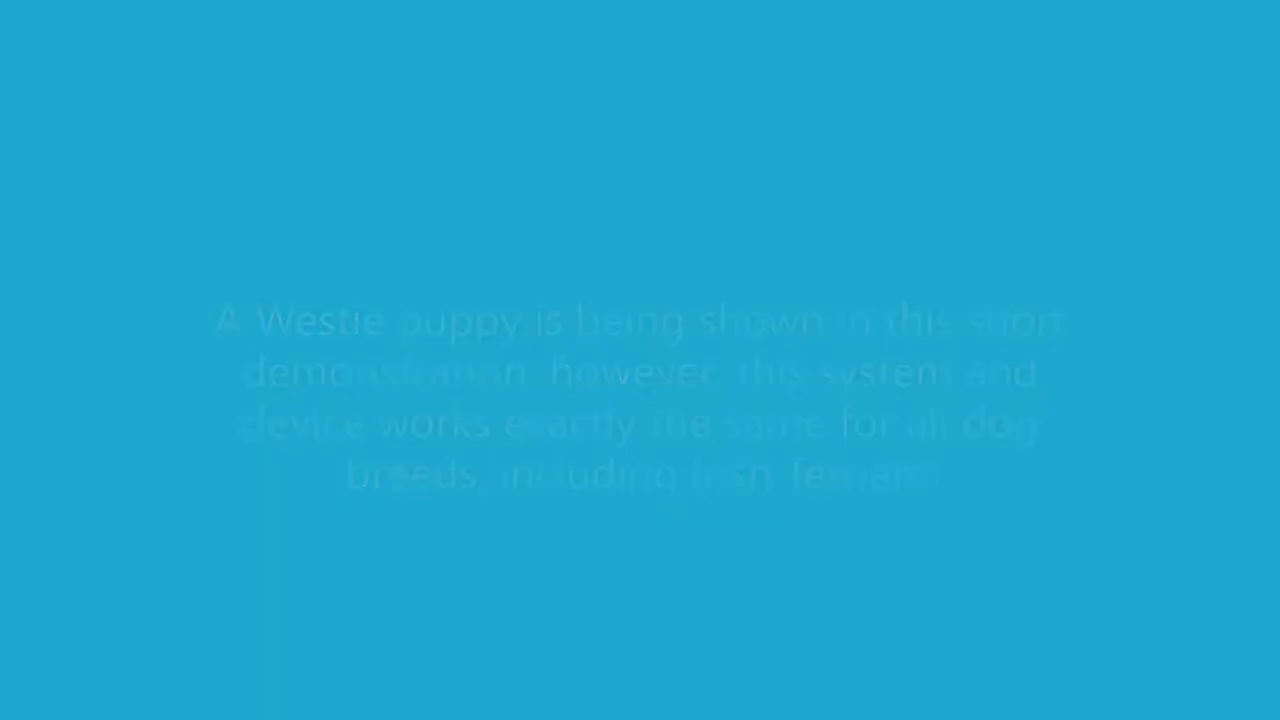 A Westie puppy is being shown in this short
demonstration, however, this system and
device works exactly the same for all dog
breeds, including Irish Terriers